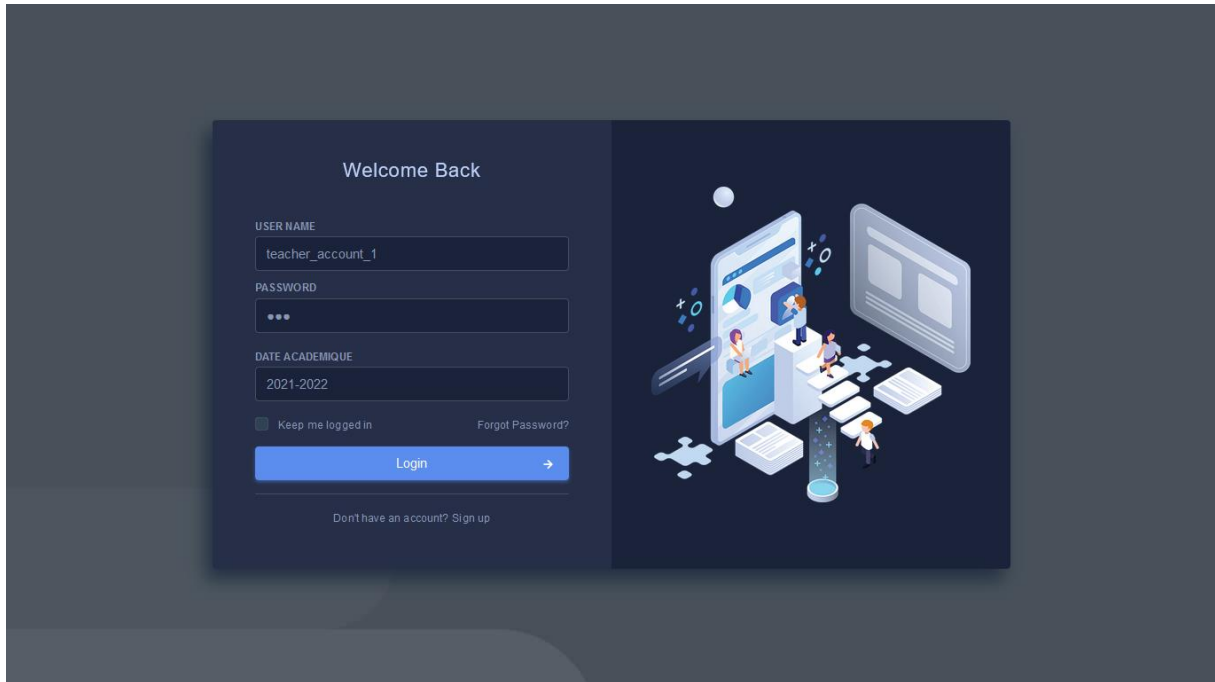 Welcome Back
USER NAME
teacher_account_1
PASSWORD
•••
DATE ACADEMIQUE
2021-2022
Keep me logged in Forgot Password?
Login
Don't have an account? Sign up